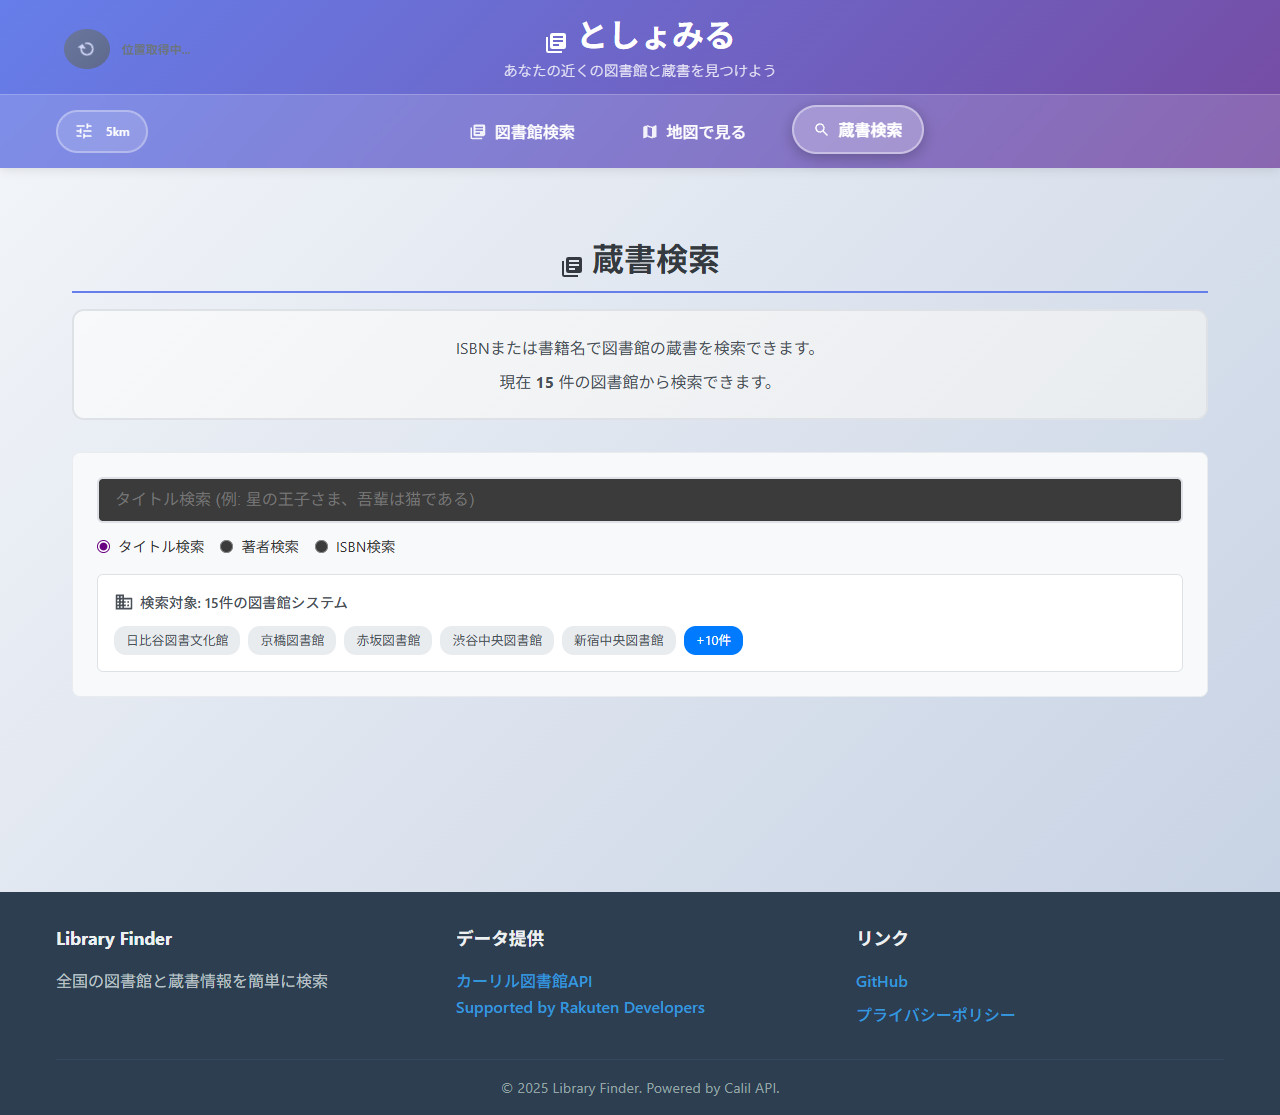 としょみる
位置取得中...
あなたの近くの図書館と蔵書を見つけよう
5km
図書館検索
地図で見る
蔵書検索
蔵書検索
ISBNまたは書籍名で図書館の蔵書を検索できます。
現在 15 件の図書館から検索できます。
タイトル検索 (例: 星の王子さま、吾輩は猫である)
タイトル検索 著者検索 ISBN検索
検索対象: 15件の図書館システム
日比谷図書文化館 京橋図書館 赤坂図書館 渋谷中央図書館 新宿中央図書館 +10件
Library Finder
全国の図書館と蔵書情報を簡単に検索
データ提供
カーリル図書館API
Supported by Rakuten Developers
リンク
GitHub
プライバシーポリシー
© 2025 Library Finder. Powered by Calil API.